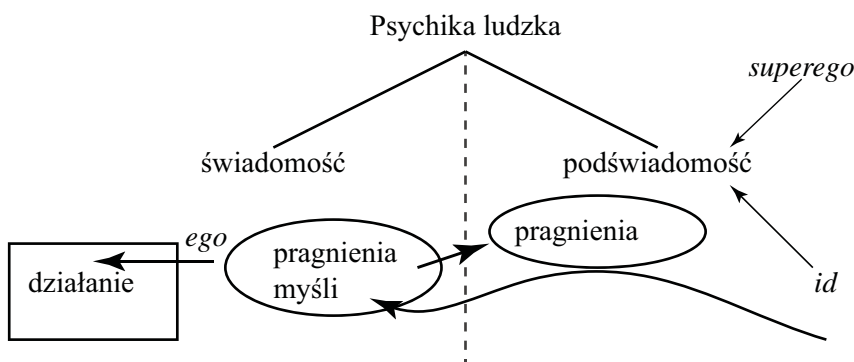 Psychika ludzka
superego
świadomość
podświadomość
ego
pragnienia
pragnienia
myśli
działanie
id